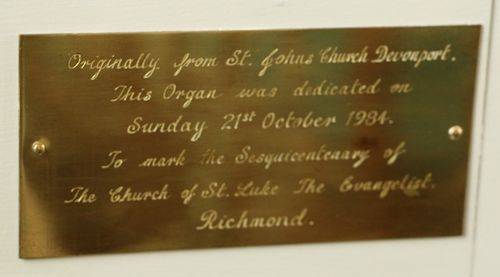 Originally from St. Johns Church Devonport.
This Organ was dedicated on
Sunday 21st October 1984.
To mark the Sesquicentenary of
The Church of St. Luke The Evangelist.
Richmond.